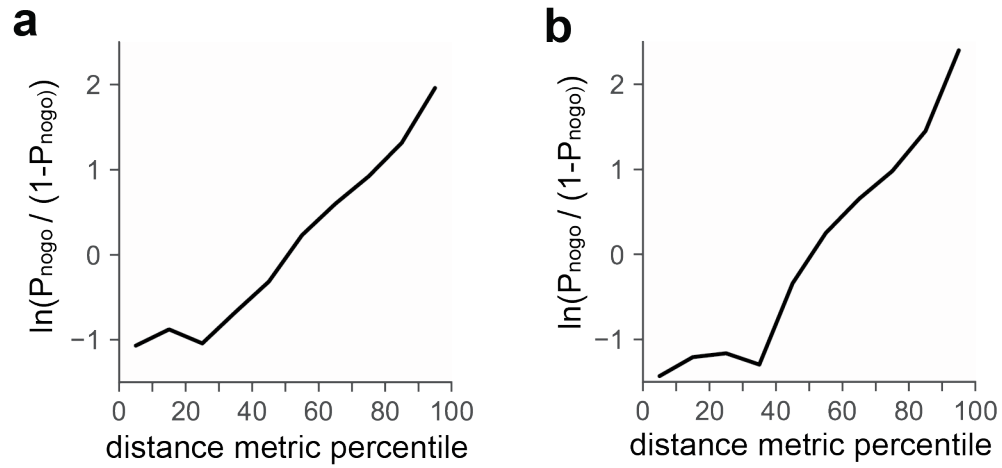 a
ln(Pnogo / (1-Pnogo))
2
1
0
−1
0 20 40 60 80 100
distance metric percentile
b
ln(Pnogo / (1-Pnogo))
2
1
0
−1
0 20 40 60 80 100
distance metric percentile